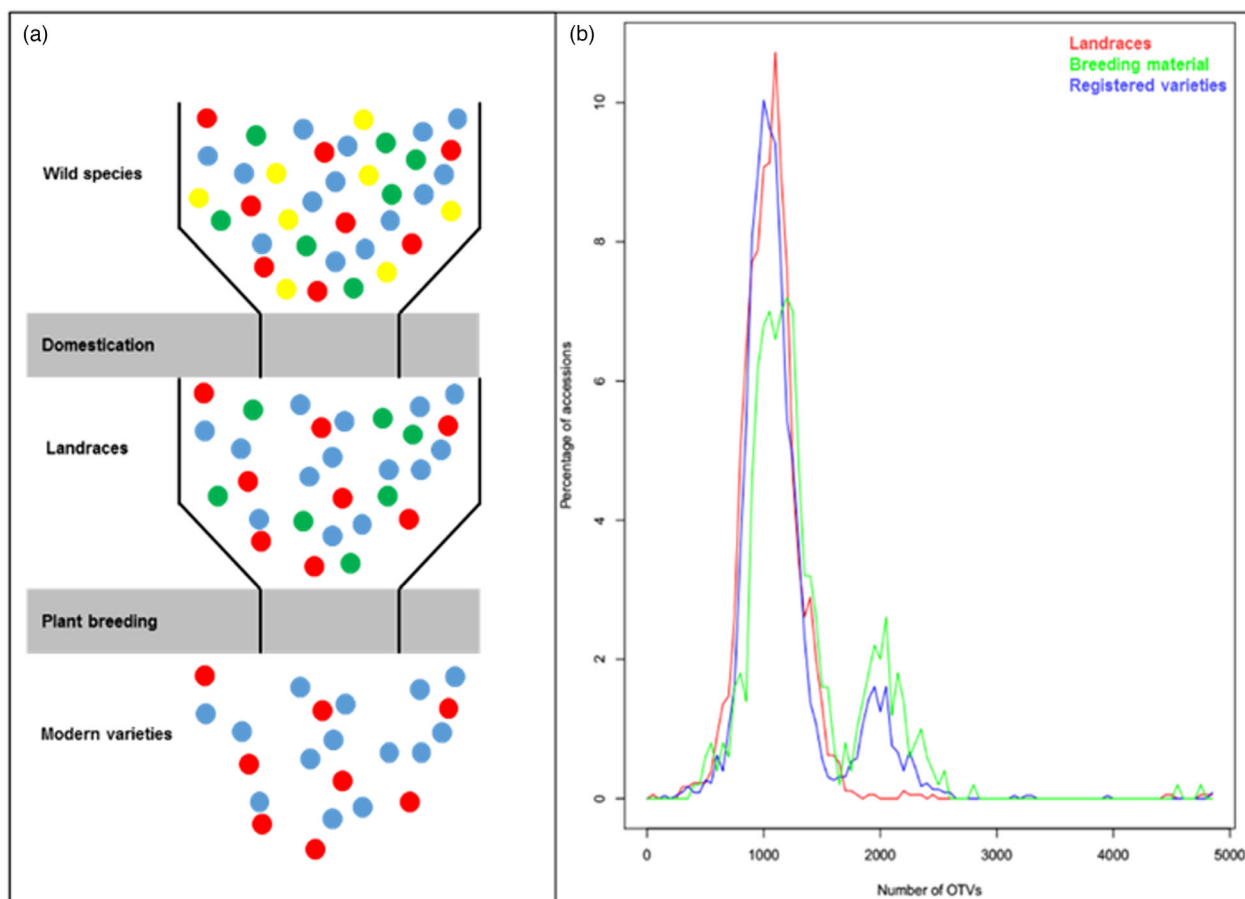 (a)
Wild species
Domestication
Landraces
Plant breeding
Modern varieties
(b)
Landraces
Breeding material
Registered varieties
Percentage of accessions
10
8
6
4
2
0
0 1000 2000 3000 4000 5000
Number of OTVs